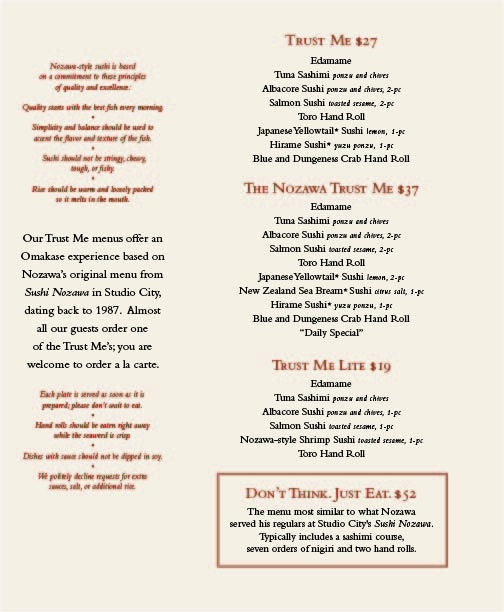 Nozawa-style sushi is based
on a commitment to these principles
of quality and excellence:
Quality starts with the best fish every morning.
•
Simplicity and balance should be used to
accent the flavor and texture of the fish.
•
Sushi should not be stringy, chewy,
tough, or fishy.
•
Rice should be warm and loosely packed
so it melts in the mouth.
Our Trust Me menus offer an
Omakase experience based on
Nozawa's original menu from
Sushi Nozawa in Studio City,
dating back to 1987. Almost
all our guests order one
of the Trust Me's; you are
welcome to order a la carte.
Each plate is served as soon as it is
prepared; please don't wait to eat.
•
Hand rolls should be eaten right away
while the seaweed is crisp
•
Dishes with sauce should not be dipped in soy.
•
We politely decline requests for extra
sauces, salt, or additional rice.
Trust Me $27
Edamame
Tuna Sashimi ponzu and chives
Albacore Sushi ponzu and chives, 2-pc
Salmon Sushi toasted sesame, 2-pc
Toro Hand Roll
Japanese Yellowtail* Sushi lemon, 1-pc
Hirame Sushi* yuzu ponzu, 1-pc
Blue and Dungeness Crab Hand Roll
The Nozawa Trust Me $37
Edamame
Tuna Sashimi ponzu and chives
Albacore Sushi ponzu and chives, 2-pc
Salmon Sushi toasted sesame, 2-pc
Toro Hand Roll
Japanese Yellowtail* Sushi lemon, 2-pc
New Zealand Sea Bream* Sushi citrus salt, 1-pc
Hirame Sushi* yuzu ponzu, 1-pc
Blue and Dungeness Crab Hand Roll
"Daily Special"
Trust Me Lite $19
Edamame
Tuna Sashimi ponzu and chives
Albacore Sushi ponzu and chives, 1-pc
Salmon Sushi toasted sesame, 1-pc
Nozawa-style Shrimp Sushi toasted sesame, 1-pc
Toro Hand Roll
Don't Think. Just Eat. $52
The menu most similar to what Nozawa
served his regulars at Studio City's Sushi Nozawa.
Typically includes a sashimi course,
seven orders of nigiri and two hand rolls.